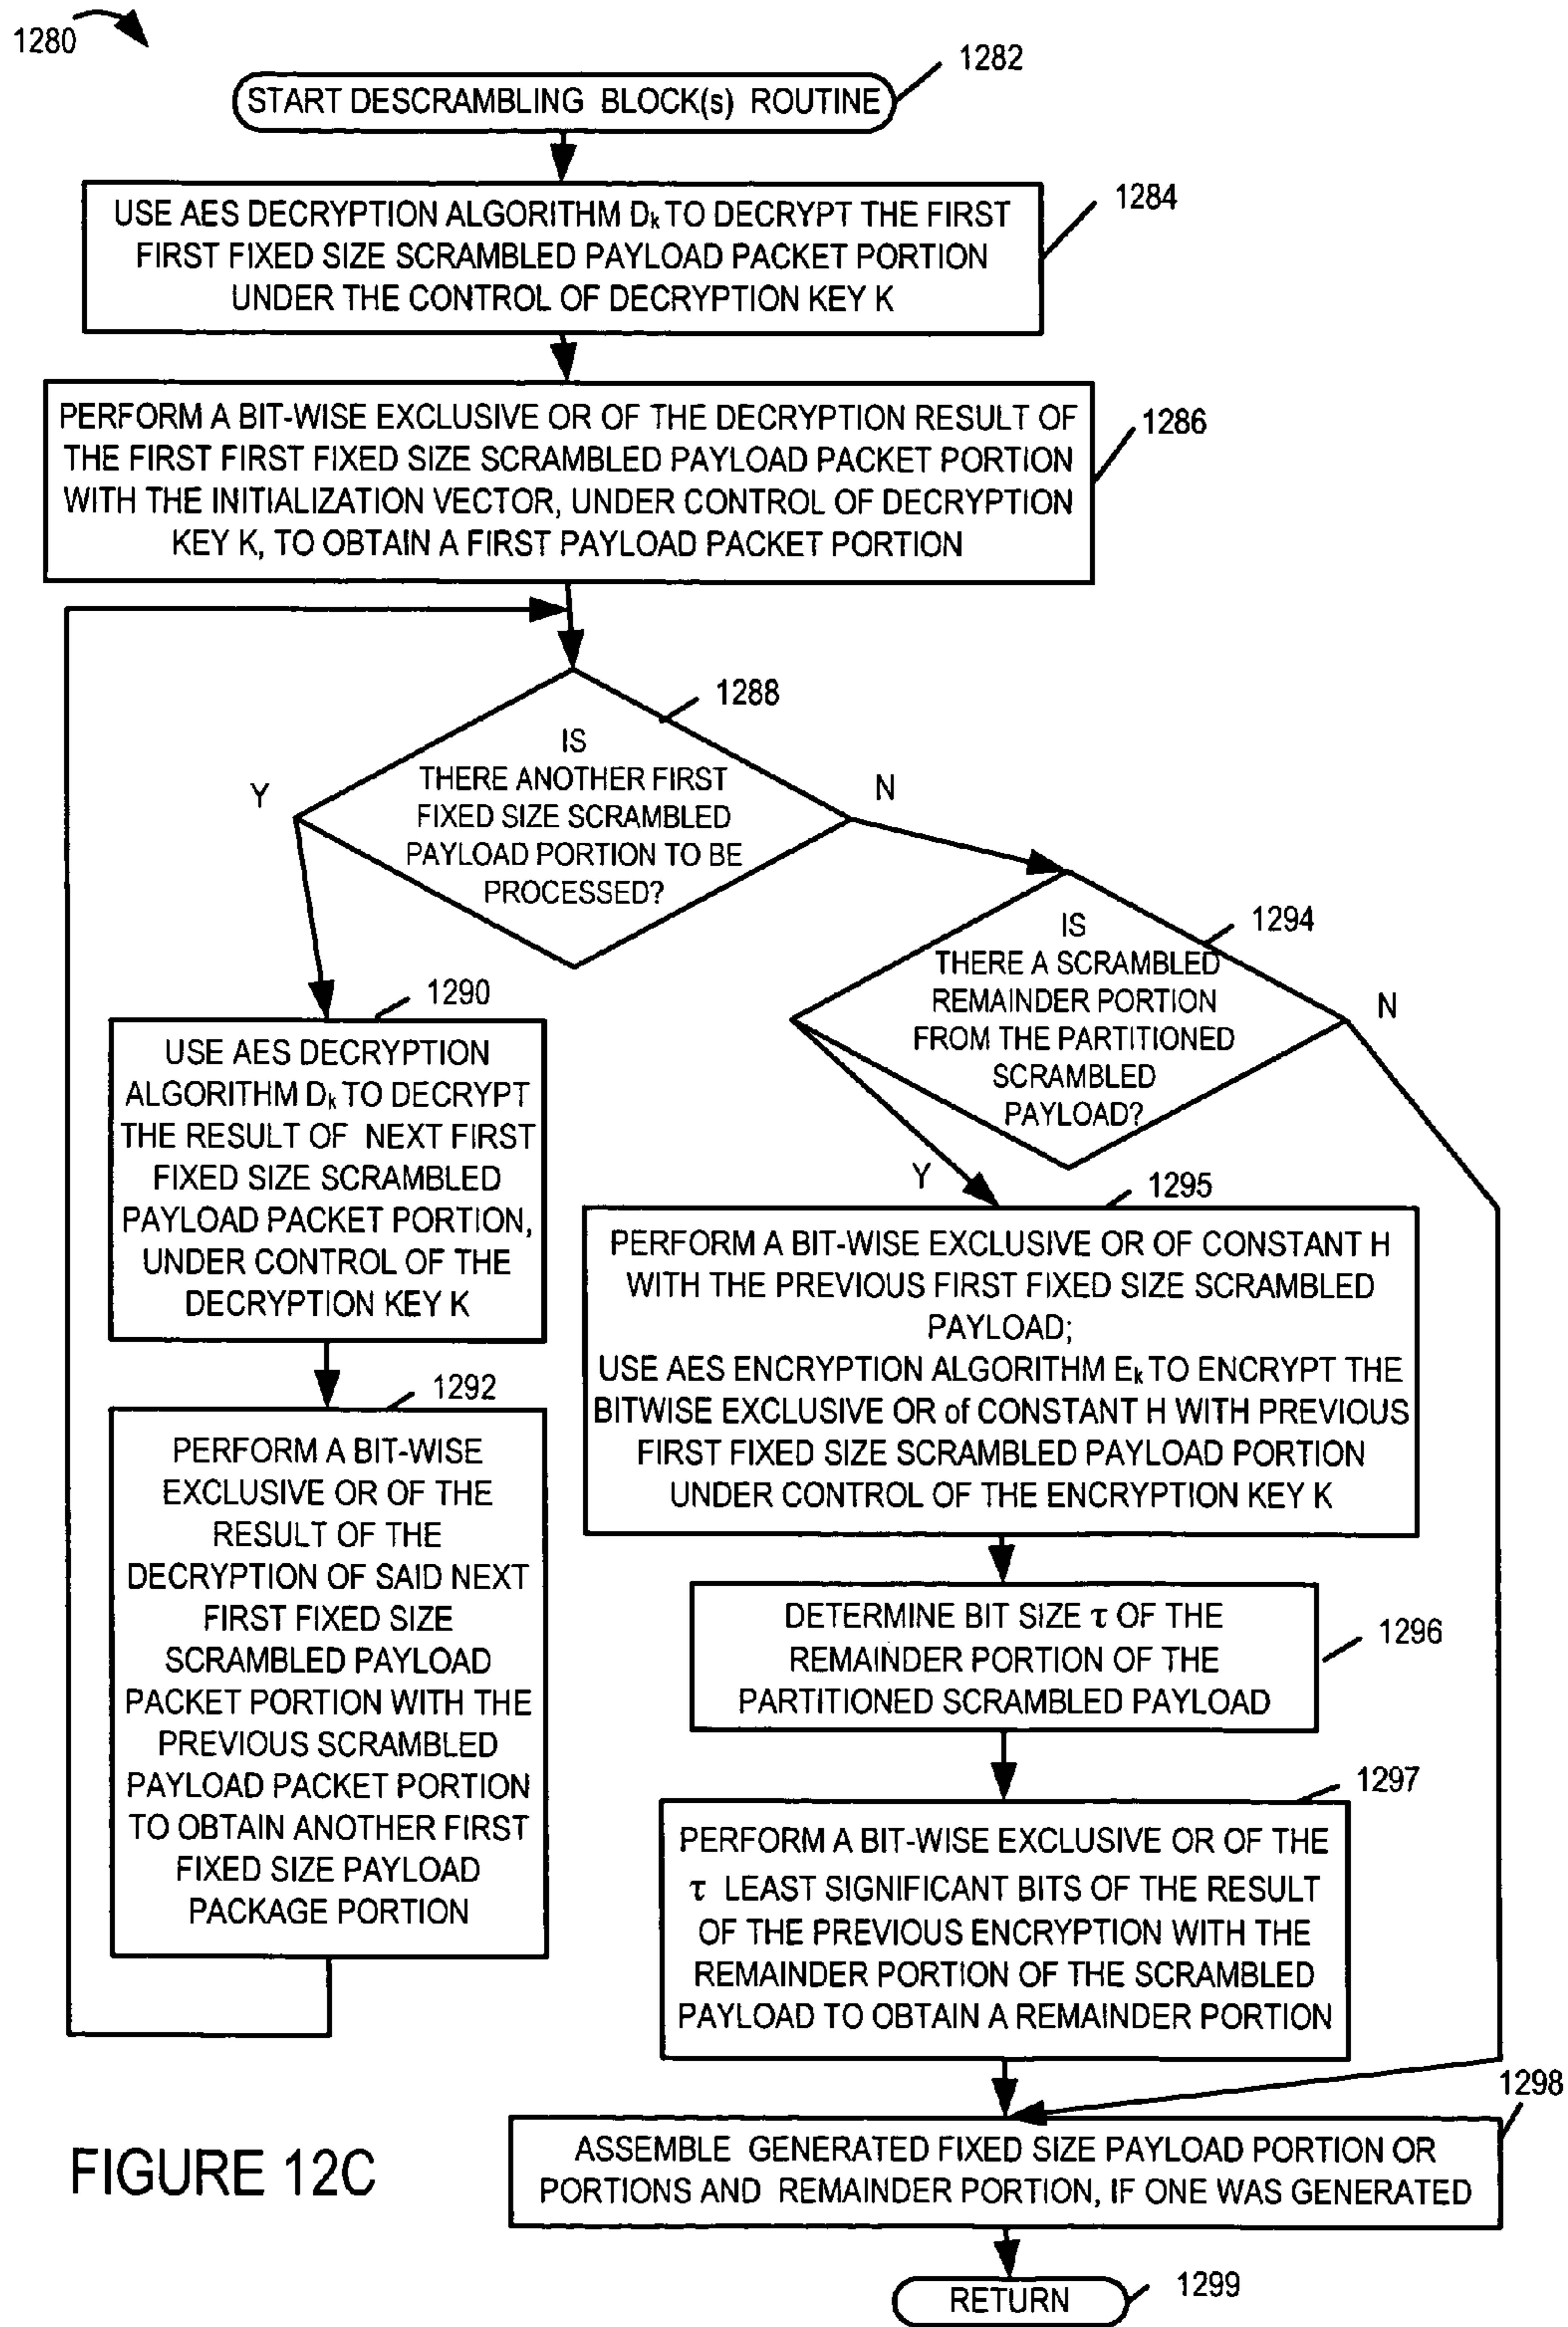 1280
1282
START DESCRAMBLING BLOCK(s) ROUTINE
1284
USE AES DECRYPTION ALGORITHM Dk TO DECRYPT THE FIRST
FIRST FIXED SIZE SCRAMBLED PAYLOAD PACKET PORTION
UNDER THE CONTROL OF DECRYPTION KEY K
1286
PERFORM A BIT-WISE EXCLUSIVE OR OF THE DECRYPTION RESULT OF
THE FIRST FIRST FIXED SIZE SCRAMBLED PAYLOAD PACKET PORTION
WITH THE INITIALIZATION VECTOR, UNDER CONTROL OF DECRYPTION
KEY K, TO OBTAIN A FIRST PAYLOAD PACKET PORTION
1288
IS
THERE ANOTHER FIRST
FIXED SIZE SCRAMBLED
PAYLOAD PORTION TO BE
PROCESSED?
Y
N
1294
IS
THERE A SCRAMBLED
REMAINDER PORTION
FROM THE PARTITIONED
SCRAMBLED
PAYLOAD?
N
Y
1290
USE AES DECRYPTION
ALGORITHM Dk TO DECRYPT
THE RESULT OF NEXT FIRST
FIXED SIZE SCRAMBLED
PAYLOAD PACKET PORTION,
UNDER CONTROL OF THE
DECRYPTION KEY K
1292
PERFORM A BIT-WISE
EXCLUSIVE OR OF THE
RESULT OF THE
DECRYPTION OF SAID NEXT
FIRST FIXED SIZE
SCRAMBLED PAYLOAD
PACKET PORTION WITH THE
PREVIOUS SCRAMBLED
PAYLOAD PACKET PORTION
TO OBTAIN ANOTHER FIRST
FIXED SIZE PAYLOAD
PACKAGE PORTION
1295
PERFORM A BIT-WISE EXCLUSIVE OR OF CONSTANT H
WITH THE PREVIOUS FIRST FIXED SIZE SCRAMBLED
PAYLOAD;
USE AES ENCRYPTION ALGORITHM Ek TO ENCRYPT THE
BITWISE EXCLUSIVE OR of CONSTANT H WITH PREVIOUS
FIRST FIXED SIZE SCRAMBLED PAYLOAD PORTION
UNDER CONTROL OF THE ENCRYPTION KEY K
1296
DETERMINE BIT SIZE τ OF THE
REMAINDER PORTION OF THE
PARTITIONED SCRAMBLED PAYLOAD
1297
PERFORM A BIT-WISE EXCLUSIVE OR OF THE
τ LEAST SIGNIFICANT BITS OF THE RESULT
OF THE PREVIOUS ENCRYPTION WITH THE
REMAINDER PORTION OF THE SCRAMBLED
PAYLOAD TO OBTAIN A REMAINDER PORTION
1298
ASSEMBLE GENERATED FIXED SIZE PAYLOAD PORTION OR
PORTIONS AND REMAINDER PORTION, IF ONE WAS GENERATED
FIGURE 12C
RETURN
1299